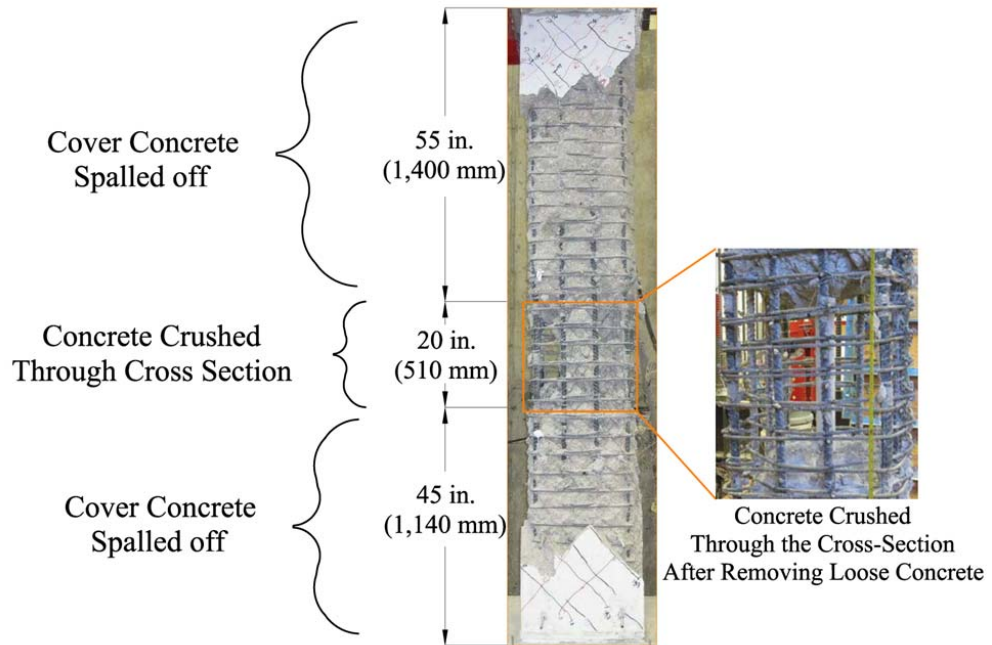 Cover Concrete
Spalled off
55 in.
(1,400 mm)
Concrete Crushed
Through Cross Section
20 in.
(510 mm)
Cover Concrete
Spalled off
45 in.
(1,140 mm)
Concrete Crushed
Through the Cross-Section
After Removing Loose Concrete